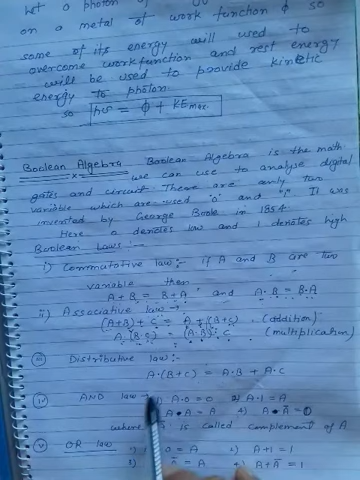 Let a photon of
on a metal of work function ϕ so
some of its energy will used to
overcome workfunction and rest energy
will be used to provide kinetic
energy to photon.
so hν = ϕ + KEmax.
Boolean Algebra Boolean Algebra is the math
we can use to analyse digital
gates and circuit. There are only two
variable which are used '0' and "1". It was
invented by George Boole in 1854.
Here 0 denotes low and 1 denotes high
Boolean Laws:-
i) Commutative law:- if A and B are two
variable then
A+B = B+A and A.B = B.A
ii) Associative law:-
(A+B)+C = A+(B+C) (addition)
A.(B.C) = (A.B).C (multiplication)
iii) Distributive law:-
A.(B+C) = A.B + A.C
iv) AND law = 1) A.0=0 2) A.1=A
A.A = A 4) A.Ā=0
where is called complement of A
v) OR law 0=A 2) A+1=1
3) =A 4) A+Ā=1